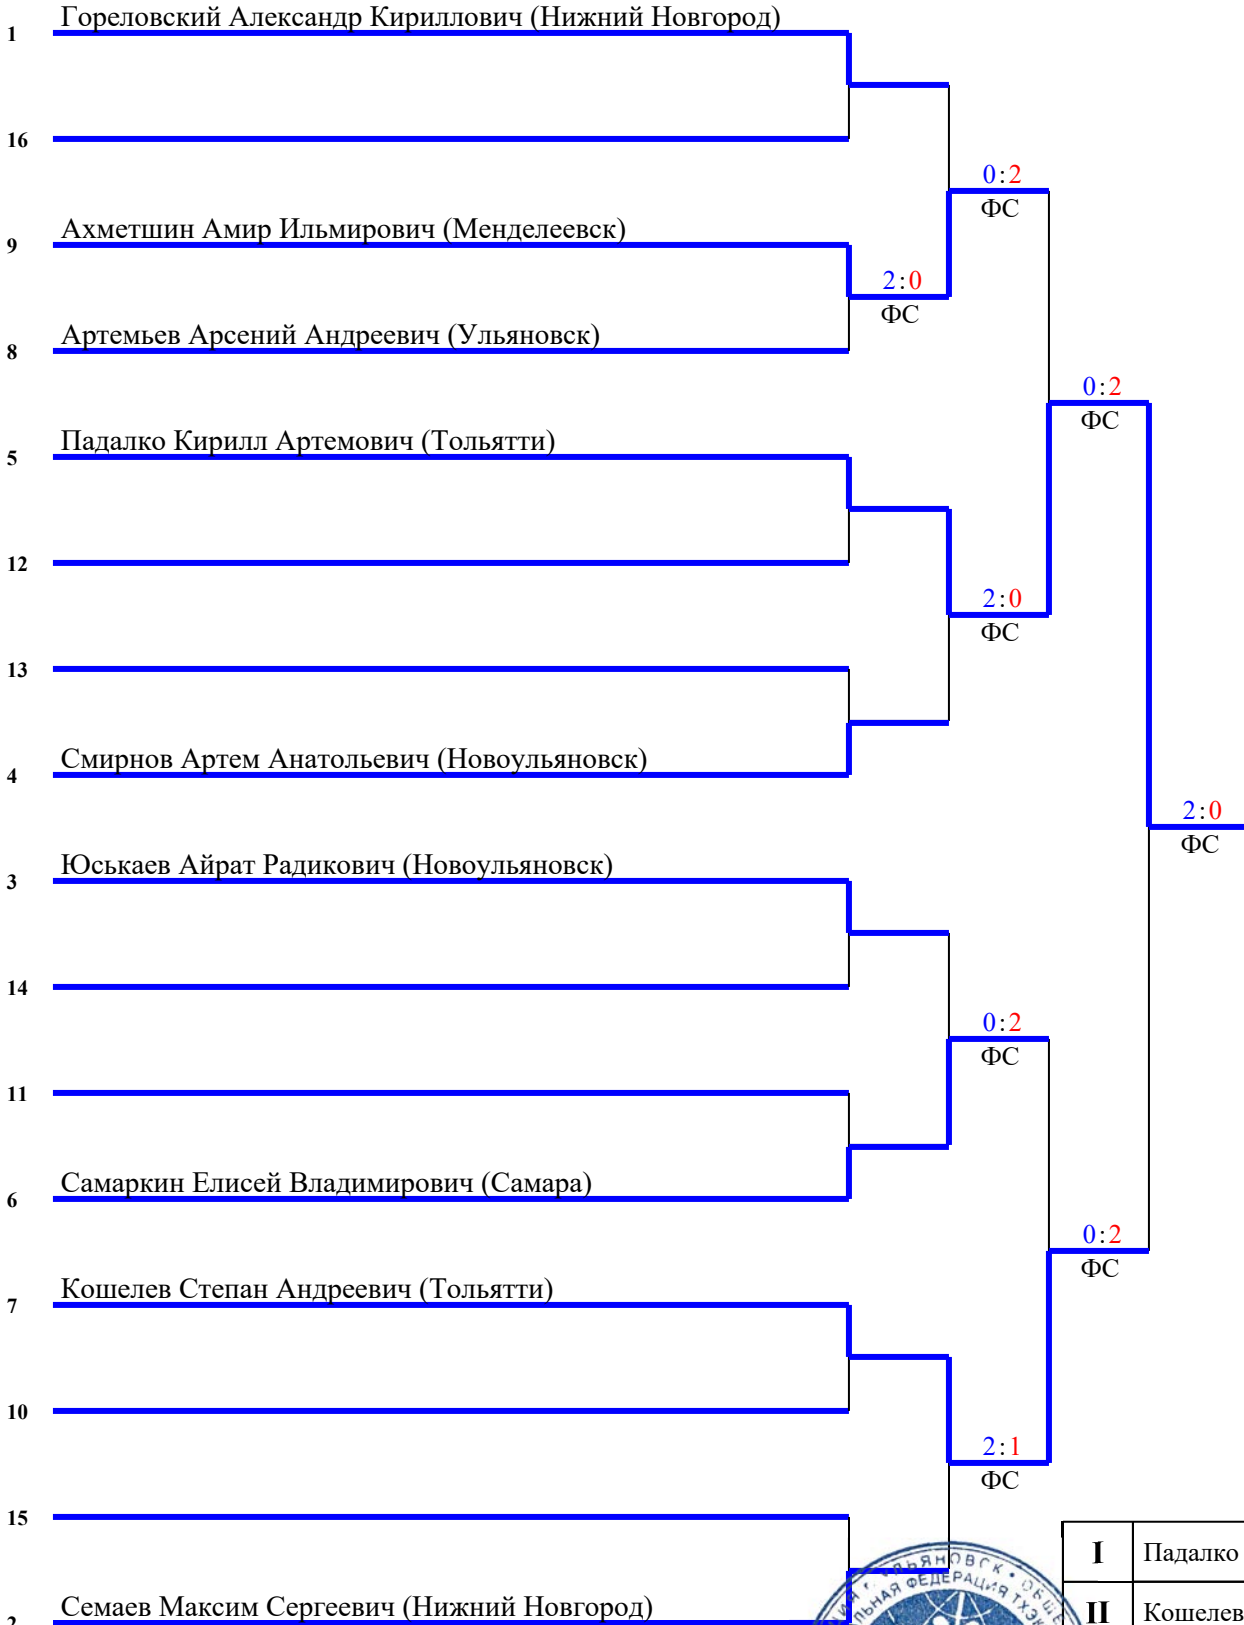 Гореловский Александр Кириллович (Нижний Новгород)
1
16
0:2
ФС
Ахметшин Амир Ильмирович (Менделеевск)
9
2:0
ФС
Артемьев Арсений Андреевич (Ульяновск)
8
0:2
ФС
Падалко Кирилл Артемович (Тольятти)
5
12
2:0
ФС
13
Смирнов Артем Анатольевич (Новоульяновск)
4
2:0
ФС
Юськаев Айрат Радикович (Новоульяновск)
3
14
0:2
ФС
11
Самаркин Елисей Владимирович (Самара)
6
0:2
ФС
Кошелев Степан Андреевич (Тольятти)
7
10
2:1
ФС
15
I Падалко
Семаев Максим Сергеевич (Нижний Новгород)
2
II Кошелев
ФЕДЕРАЦИЯ